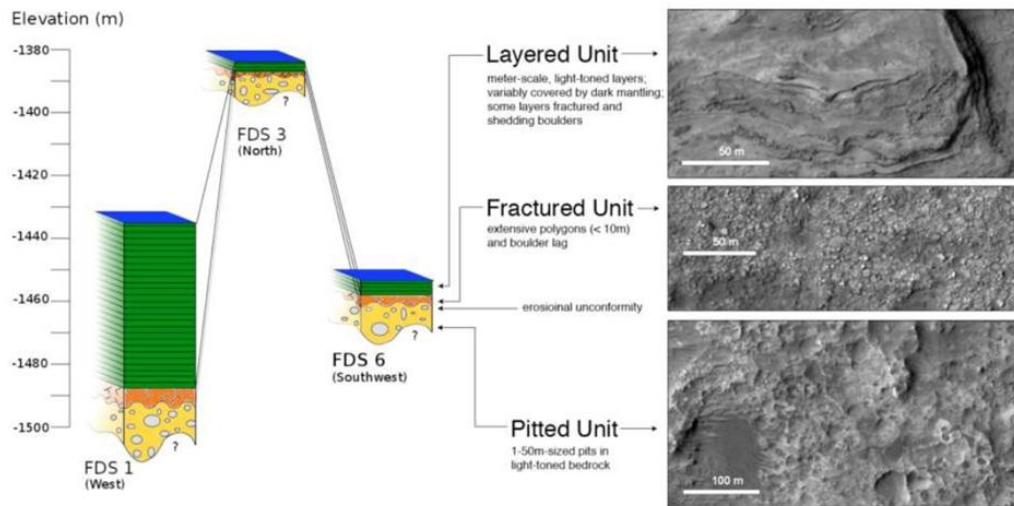 Elevation (m)
-1380
-1400
-1420
-1440
-1460
-1480
-1500
?
FDS 3
(North)
?
FDS 6
(Southwest)
?
FDS 1
(West)
Layered Unit
meter-scale, light-toned layers;
variably covered by dark mantling;
some layers fractured and
shedding boulders
Fractured Unit
extensive polygons (< 10m)
and boulder lag
erosioinal unconformity
Pitted Unit
1-50m-sized pits in
light-toned bedrock
50 m
50 m
100 m